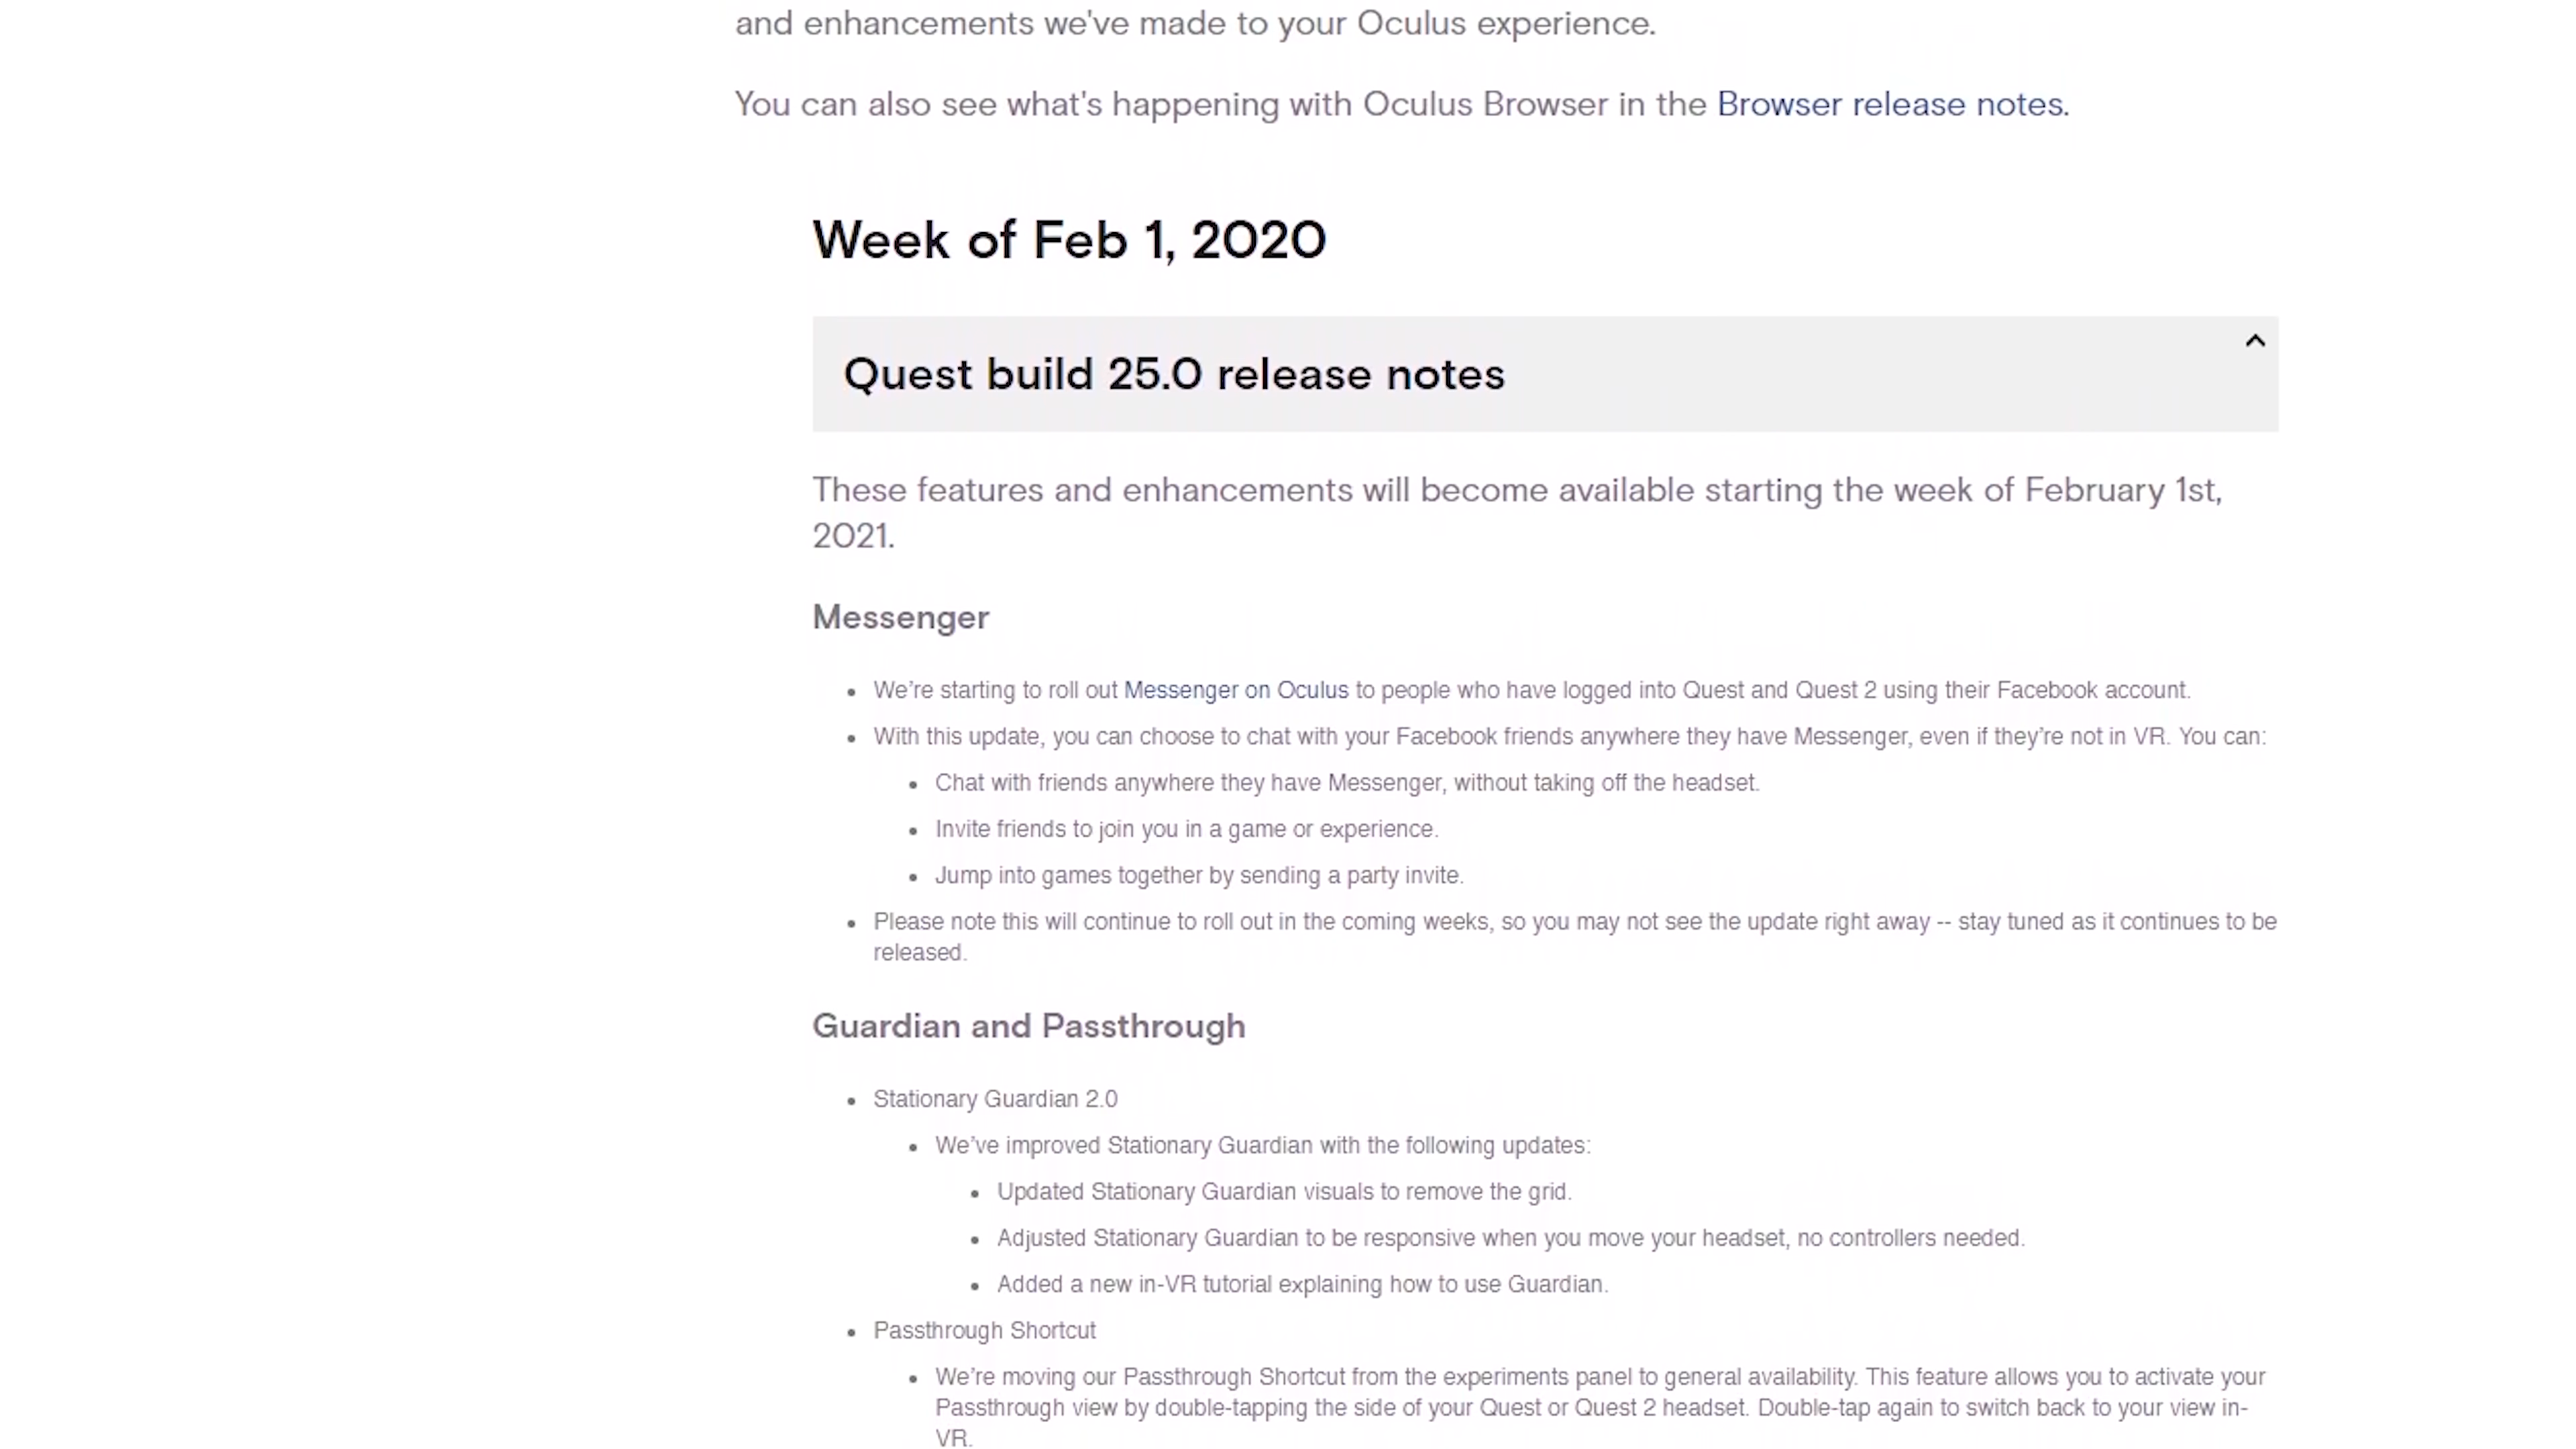 and enhancements we've made to your Oculus experience.
You can also see what's happening with Oculus Browser in the Browser release notes.
Week of Feb 1, 2020
Quest build 25.0 release notes
These features and enhancements will become available starting the week of February 1st,
2021.
Messenger
• We’re starting to roll out Messenger on Oculus to people who have logged into Quest and Quest 2 using their Facebook account.
• With this update, you can choose to chat with your Facebook friends anywhere they have Messenger, even if they’re not in VR. You can:
• Chat with friends anywhere they have Messenger, without taking off the headset.
• Invite friends to join you in a game or experience.
• Jump into games together by sending a party invite.
• Please note this will continue to roll out in the coming weeks, so you may not see the update right away -- stay tuned as it continues to be
released.
Guardian and Passthrough
• Stationary Guardian 2.0
• We’ve improved Stationary Guardian with the following updates:
• Updated Stationary Guardian visuals to remove the grid.
• Adjusted Stationary Guardian to be responsive when you move your headset, no controllers needed.
• Added a new in-VR tutorial explaining how to use Guardian.
• Passthrough Shortcut
• We’re moving our Passthrough Shortcut from the experiments panel to general availability. This feature allows you to activate your
Passthrough view by double-tapping the side of your Quest or Quest 2 headset. Double-tap again to switch back to your view in-
VR.